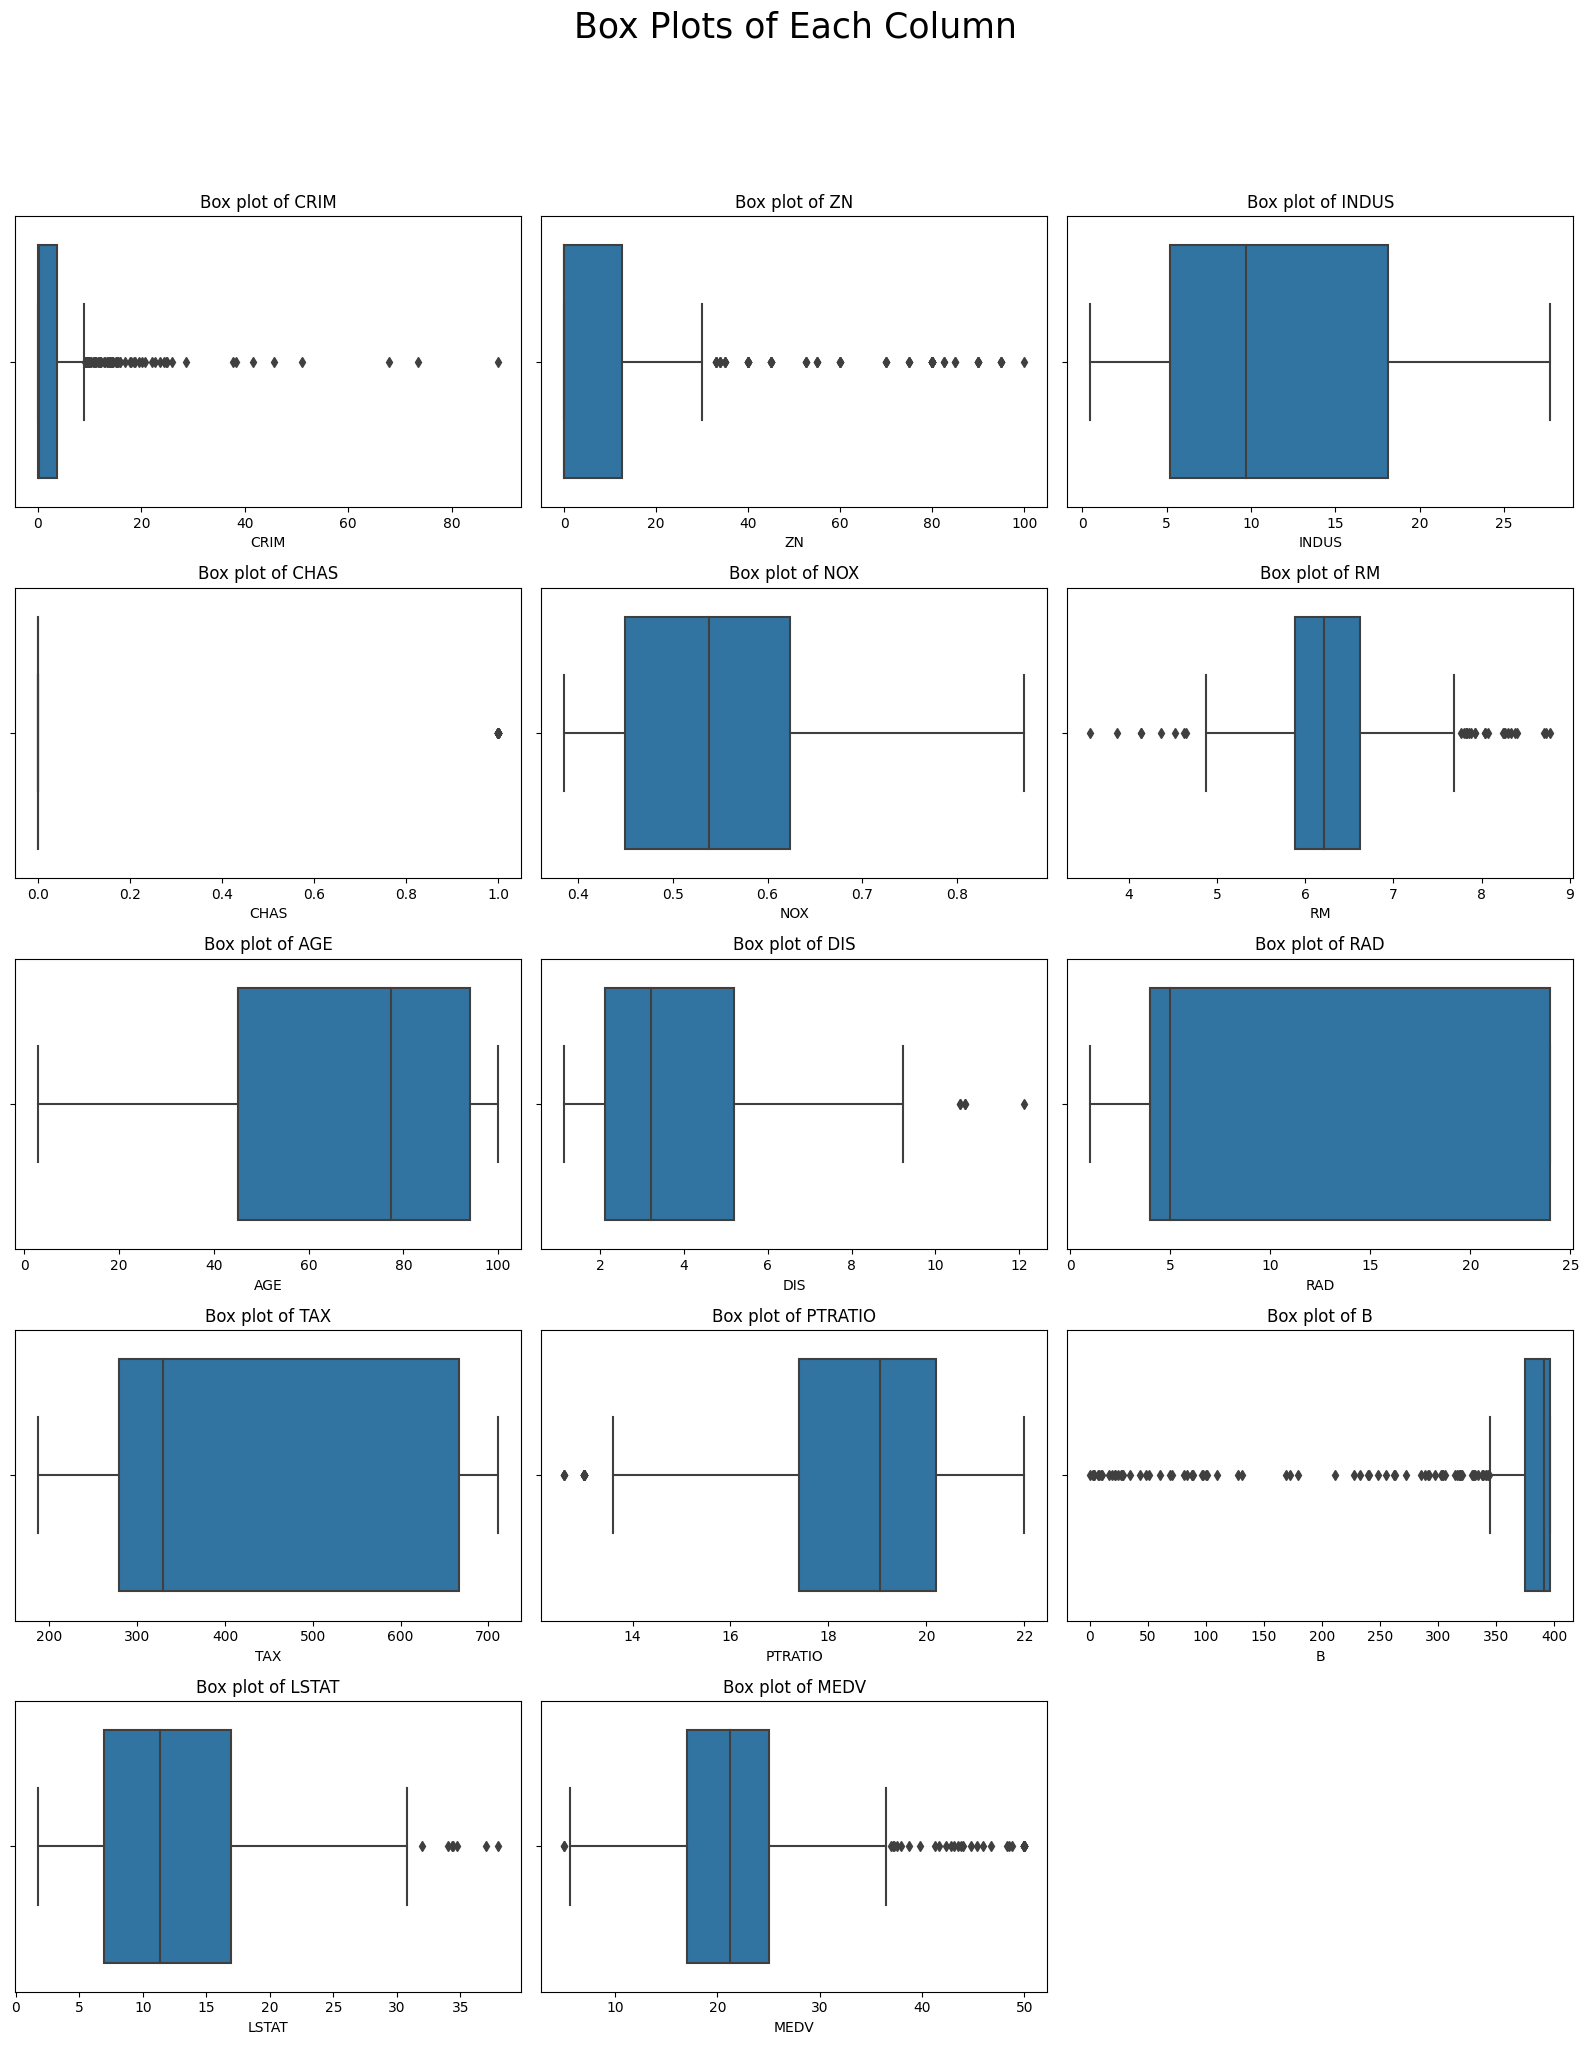 Box Plots of Each Column
Box plot of CRIM
Box plot of ZN
Box plot of INDUS
0 20 40 60 80
0 20 40 60 80 100
0 5 10 15 20 25
CRIM
ZN
INDUS
Box plot of CHAS
Box plot of NOX
Box plot of RM
0.0 0.2 0.4 0.6 0.8 1.0
0.4 0.5 0.6 0.7 0.8
4 5 6 7 8 9
CHAS
NOX
RM
Box plot of AGE
Box plot of DIS
Box plot of RAD
0 20 40 60 80 100
2 4 6 8 10 12
0 5 10 15 20 25
AGE
DIS
RAD
Box plot of TAX
Box plot of PTRATIO
Box plot of B
200 300 400 500 600 700
14 16 18 20 22
0 50 100 150 200 250 300 350 400
TAX
PTRATIO
B
Box plot of LSTAT
Box plot of MEDV
0 5 10 15 20 25 30 35
10 20 30 40 50
LSTAT
MEDV